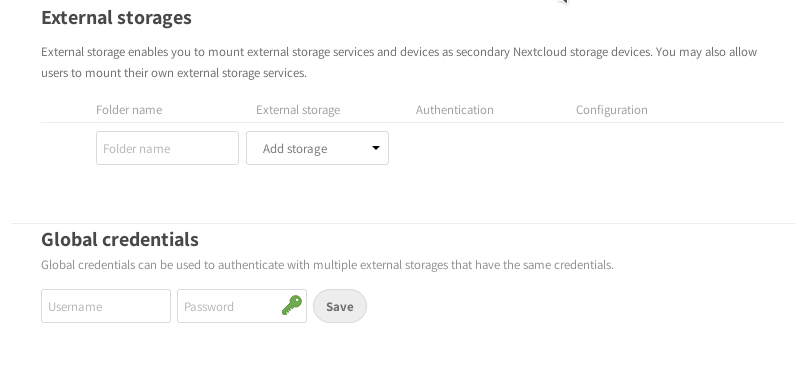 External storages
External storage enables you to mount external storage services and devices as secondary Nextcloud storage devices. You may also allow
users to mount their own external storage services.
Folder name External storage Authentication Configuration
Folder name Add storage
Global credentials
Global credentials can be used to authenticate with multiple external storages that have the same credentials.
Username Password Save